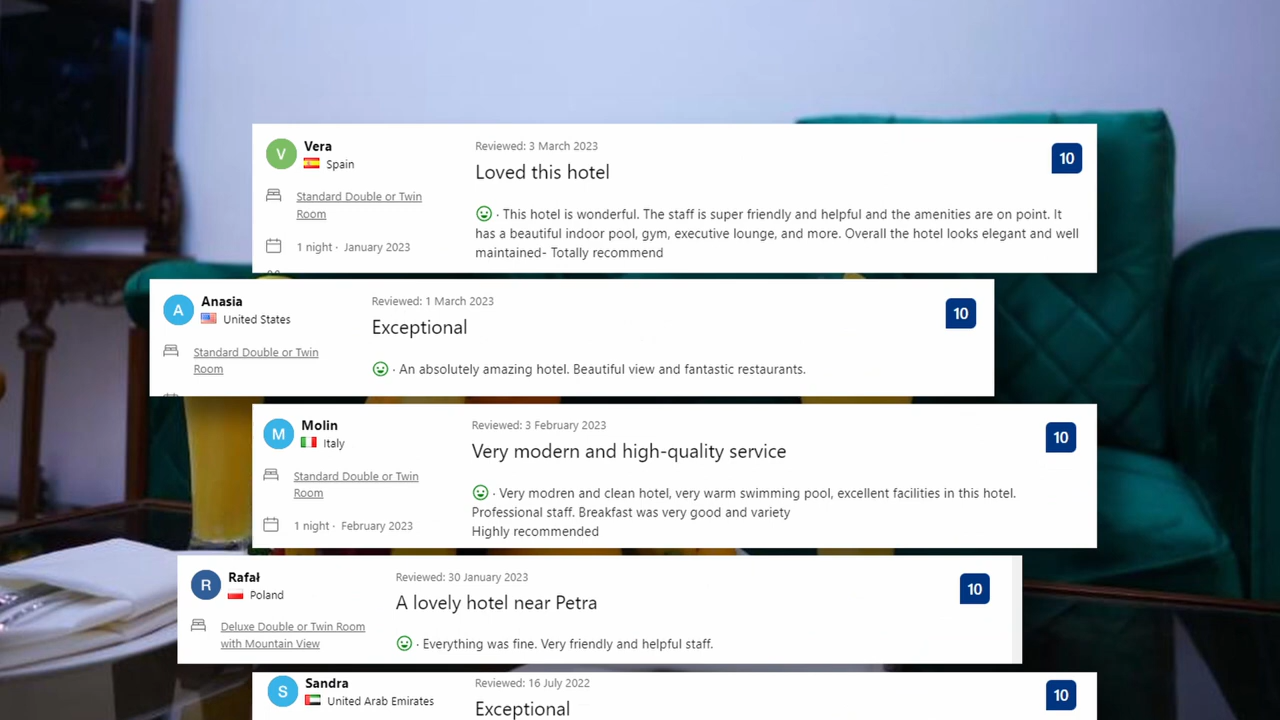 V
Vera
Spain
Standard Double or Twin
Room
1 night · January 2023
Reviewed: 3 March 2023
Loved this hotel
10
· This hotel is wonderful. The staff is super friendly and helpful and the amenities are on point. It
has a beautiful indoor pool, gym, executive lounge, and more. Overall the hotel looks elegant and well
maintained- Totally recommend
A
Anasia
United States
Standard Double or Twin
Room
Reviewed: 1 March 2023
Exceptional
10
· An absolutely amazing hotel. Beautiful view and fantastic restaurants.
M
Molin
Italy
Standard Double or Twin
Room
1 night · February 2023
Reviewed: 3 February 2023
Very modern and high-quality service
10
· Very modren and clean hotel, very warm swimming pool, excellent facilities in this hotel.
Professional staff. Breakfast was very good and variety
Highly recommended
R
Rafał
Poland
Deluxe Double or Twin Room
with Mountain View
Reviewed: 30 January 2023
A lovely hotel near Petra
10
· Everything was fine. Very friendly and helpful staff.
S
Sandra
United Arab Emirates
Reviewed: 16 July 2022
Exceptional
10